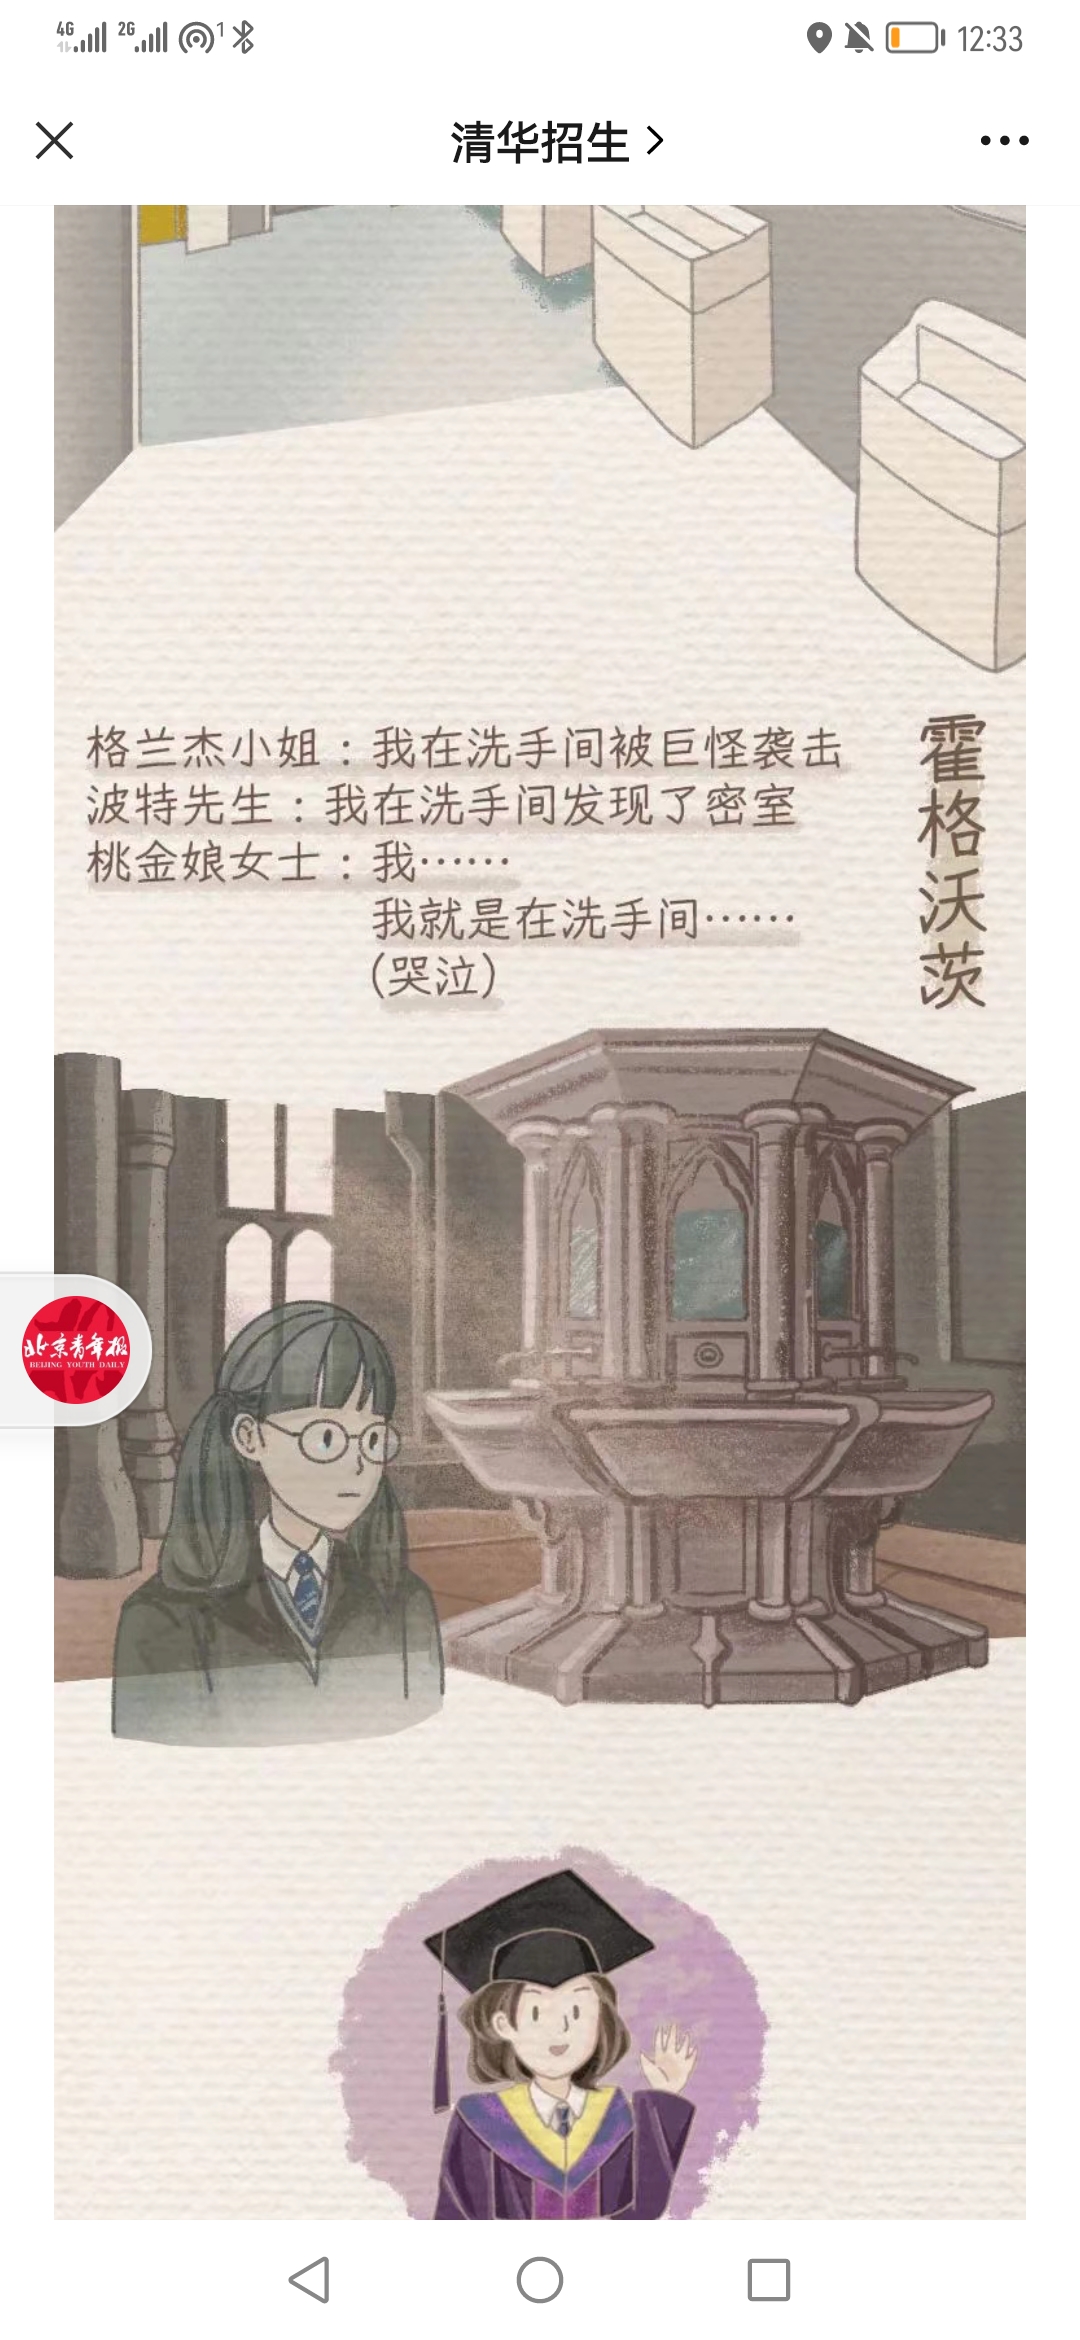 4G 2G 1 12:33
清华招生
格兰杰小姐：我在洗手间被巨怪袭击
波特先生：我在洗手间发现了密室
桃金娘女士：我……
我就是在洗手间……
(哭泣)
霍格沃茨
北京青年报
BEIJING YOUTH DAILY